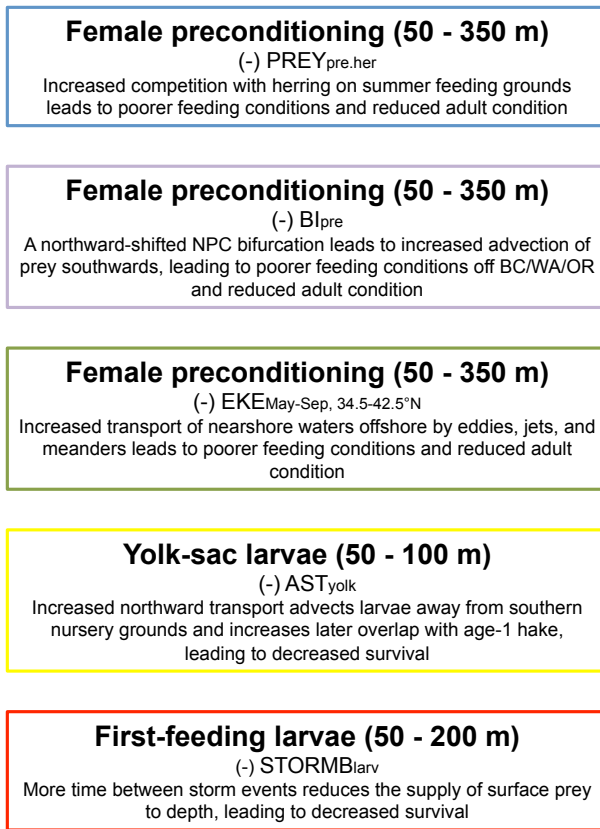 Female preconditioning (50 - 350 m)
(-) PREYpre.her
Increased competition with herring on summer feeding grounds
leads to poorer feeding conditions and reduced adult condition
Female preconditioning (50 - 350 m)
(-) BIpre
A northward-shifted NPC bifurcation leads to increased advection of
prey southwards, leading to poorer feeding conditions off BC/WA/OR
and reduced adult condition
Female preconditioning (50 - 350 m)
(-) EKEMay-Sep, 34.5-42.5°N
Increased transport of nearshore waters offshore by eddies, jets, and
meanders leads to poorer feeding conditions and reduced adult
condition
Yolk-sac larvae (50 - 100 m)
(-) ASTyolk
Increased northward transport advects larvae away from southern
nursery grounds and increases later overlap with age-1 hake,
leading to decreased survival
First-feeding larvae (50 - 200 m)
(-) STORMBlarv
More time between storm events reduces the supply of surface prey
to depth, leading to decreased survival